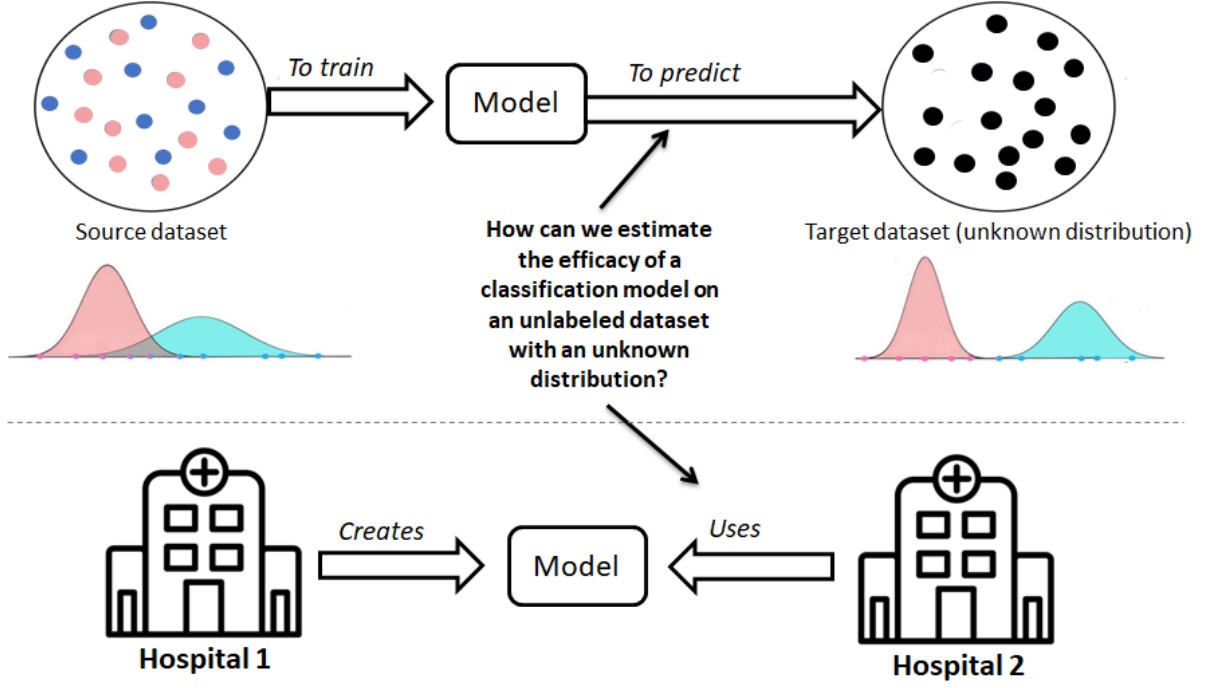 To train
Model
To predict
Source dataset
Target dataset (unknown distribution)
How can we estimate
the efficacy of a
classification model on
an unlabeled dataset
with an unknown
distribution?
Creates
Model
Uses
Hospital 1
Hospital 2